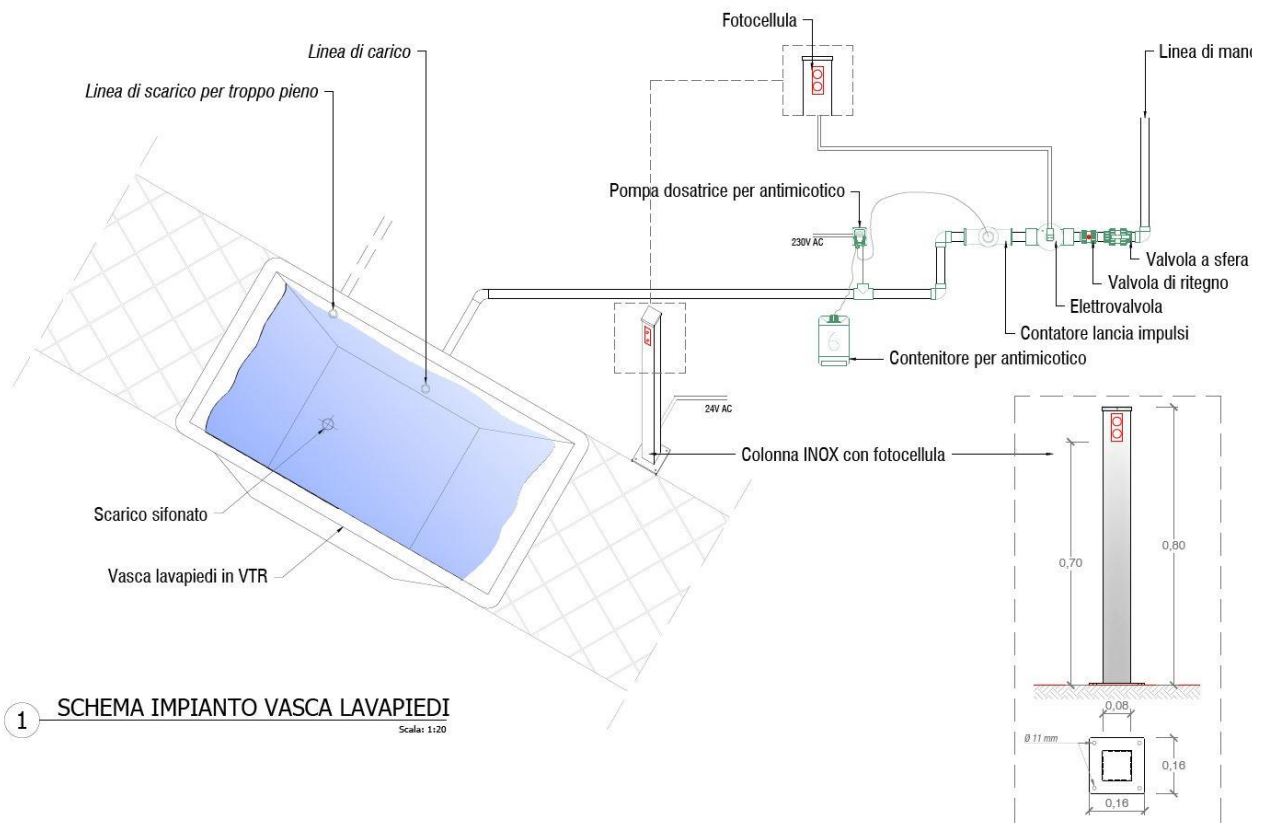 Fotocellula
Linea di carico
Linea di mano
Linea di scarico per troppo pieno
Pompa dosatrice per antimicotico
230V AC
Valvola a sfera
Valvola di ritegno
Elettrovalvola
Contatore lancia impulsi
6
Contenitore per antimicotico
24V AC
Colonna INOX con fotocellula
Scarico sifonato
Vasca lavapiedi in VTR
0,70
0,80
1
SCHEMA IMPIANTO VASCA LAVAPIEDI
Scala: 1:20
0,08
Ø 11 mm
0,16
0,16